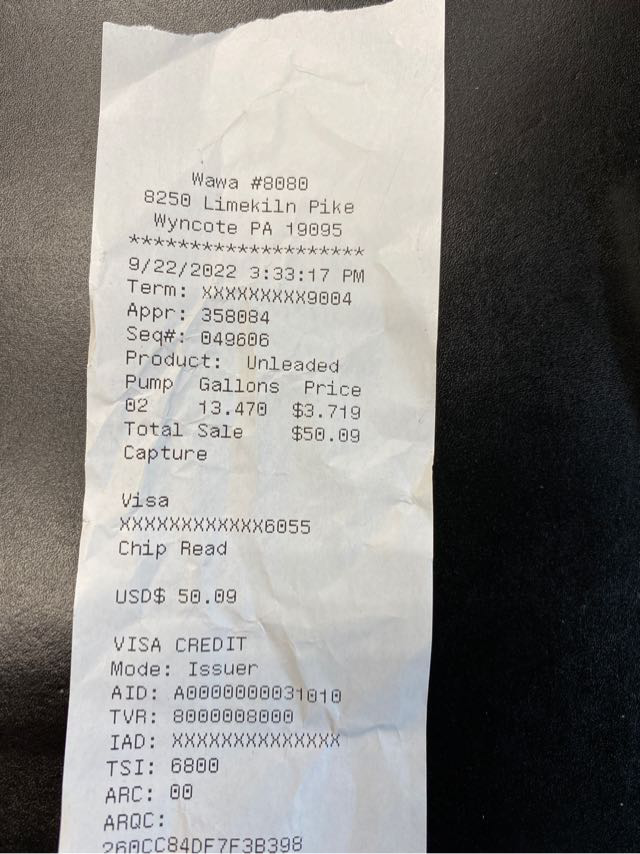 Wawa #8080
8250 Limekiln Pike
Wyncote PA 19095
********************
9/22/2022 3:33:17 PM
Term: XXXXXXXXX9004
Appr: 358084
Seq#: 049606
Product: Unleaded
Pump Gallons Price
02 13.470 $3.719
Total Sale $50.09
Capture
Visa
XXXXXXXXXXXX6055
Chip Read
USD$ 50.09
VISA CREDIT
Mode: Issuer
AID: A0000000031010
TVR: 8000008000
IAD: XXXXXXXXXXXXXX
TSI: 6800
ARC: 00
ARQC:
260CC84DF7F3B398